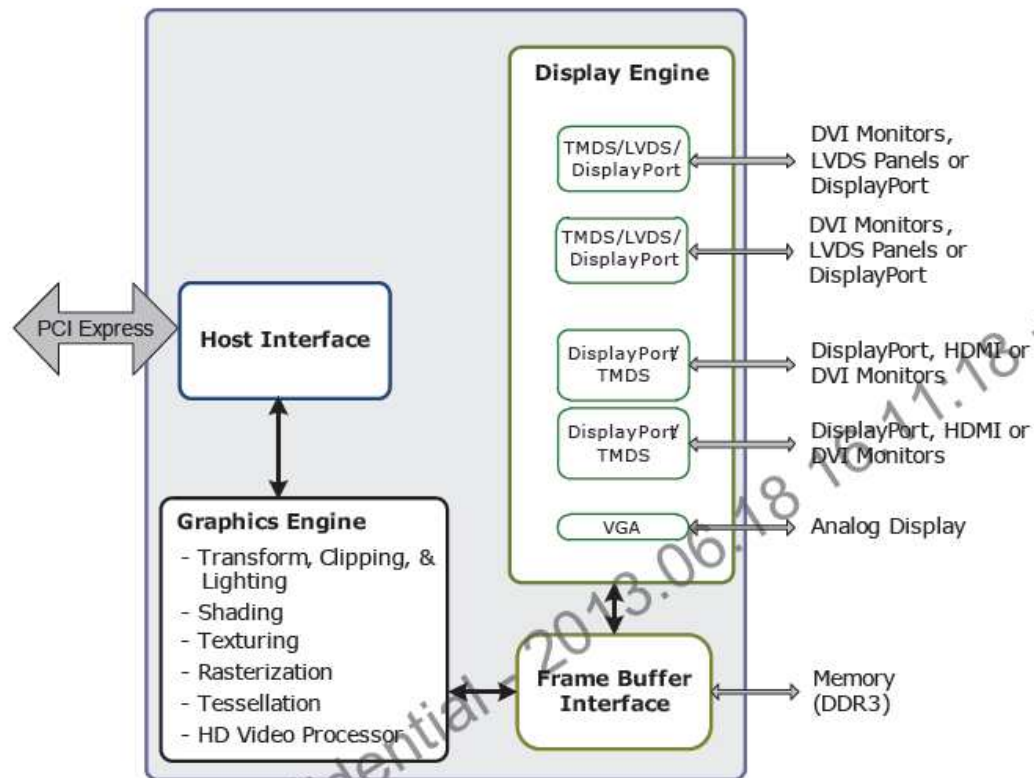 Display Engine
TMDS/LVDS/
DisplayPort
DVI Monitors,
LVDS Panels or
DisplayPort
TMDS/LVDS/
DisplayPort
DVI Monitors,
LVDS Panels or
DisplayPort
PCI Express
Host Interface
DisplayPort/
TMDS
DisplayPort, HDMI or
DVI Monitors
DisplayPort/
TMDS
DisplayPort, HDMI or
DVI Monitors
VGA
Analog Display
Graphics Engine
- Transform, Clipping, &
Lighting
- Shading
- Texturing
- Rasterization
- Tessellation
- HD Video Processor
Frame Buffer
Interface
Memory
(DDR3)
- 2013.06.18 16:11:18